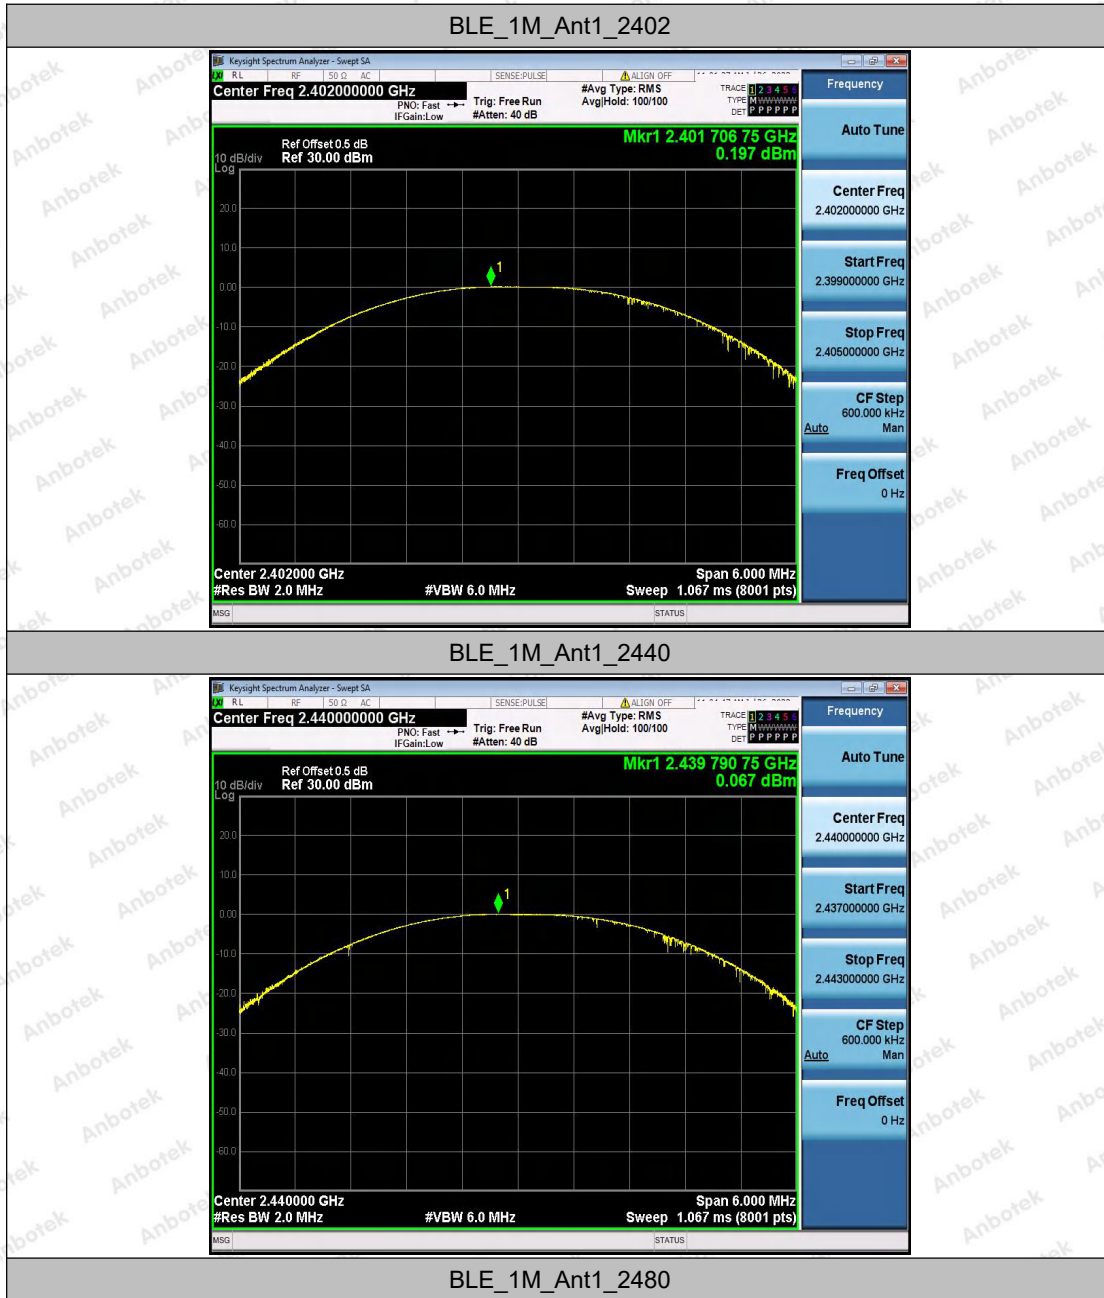 BLE_1M_Ant1_2402
Keysight Spectrum Analyzer - Swept SA
RL RF 50 Ω AC SENSE:PULSE ALIGN OFF
Center Freq 2.402000000 GHz
PNO: Fast
IFGain:Low
Trig: Free Run
#Atten: 40 dB
#Avg Type: RMS
Avg|Hold: 100/100
TRACE 1 2 3 4 5 6
TYPE M WWWWW
DET P P P P P P
Frequency
Mkr1 2.401 706 75 GHz
0.197 dBm
Ref Offset 0.5 dB
10 dB/div Ref 30.00 dBm
Log
20.0
10.0
0.00
-10.0
-20.0
-30.0
-40.0
-50.0
-60.0
1
Auto Tune
Center Freq
2.402000000 GHz
Start Freq
2.399000000 GHz
Stop Freq
2.405000000 GHz
CF Step
600.000 kHz
Auto Man
Freq Offset
0 Hz
Center 2.402000 GHz Span 6.000 MHz
#Res BW 2.0 MHz #VBW 6.0 MHz Sweep 1.067 ms (8001 pts)
MSG STATUS
BLE_1M_Ant1_2440
Keysight Spectrum Analyzer - Swept SA
RL RF 50 Ω AC SENSE:PULSE ALIGN OFF
Center Freq 2.440000000 GHz
PNO: Fast
IFGain:Low
Trig: Free Run
#Atten: 40 dB
#Avg Type: RMS
Avg|Hold: 100/100
TRACE 1 2 3 4 5 6
TYPE M WWWWW
DET P P P P P P
Frequency
Mkr1 2.439 790 75 GHz
0.067 dBm
Ref Offset 0.5 dB
10 dB/div Ref 30.00 dBm
Log
20.0
10.0
0.00
-10.0
-20.0
-30.0
-40.0
-50.0
-60.0
1
Auto Tune
Center Freq
2.440000000 GHz
Start Freq
2.437000000 GHz
Stop Freq
2.443000000 GHz
CF Step
600.000 kHz
Auto Man
Freq Offset
0 Hz
Center 2.440000 GHz Span 6.000 MHz
#Res BW 2.0 MHz #VBW 6.0 MHz Sweep 1.067 ms (8001 pts)
MSG STATUS
BLE_1M_Ant1_2480
Anbotek